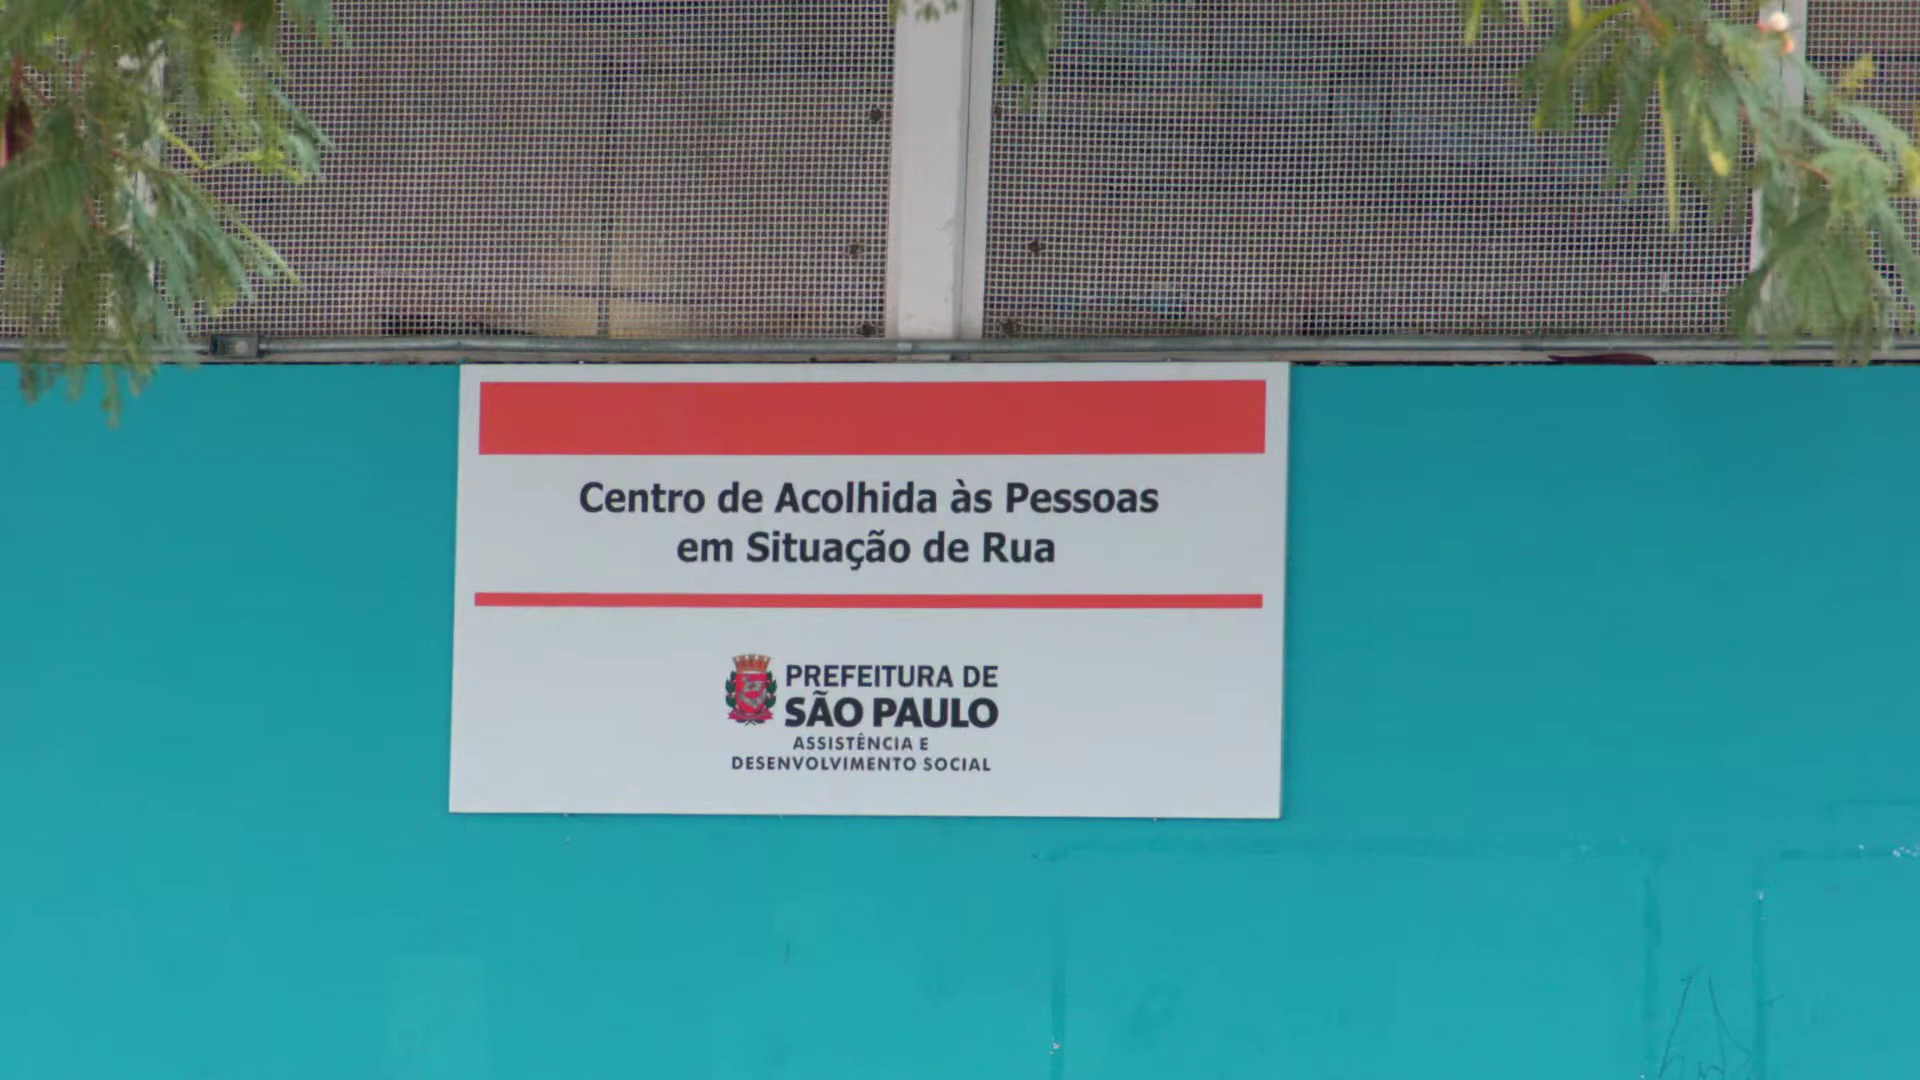 Centro de Acolhida às Pessoas
em Situação de Rua
PREFEITURA DE
SÃO PAULO
ASSISTÊNCIA E
DESENVOLVIMENTO SOCIAL